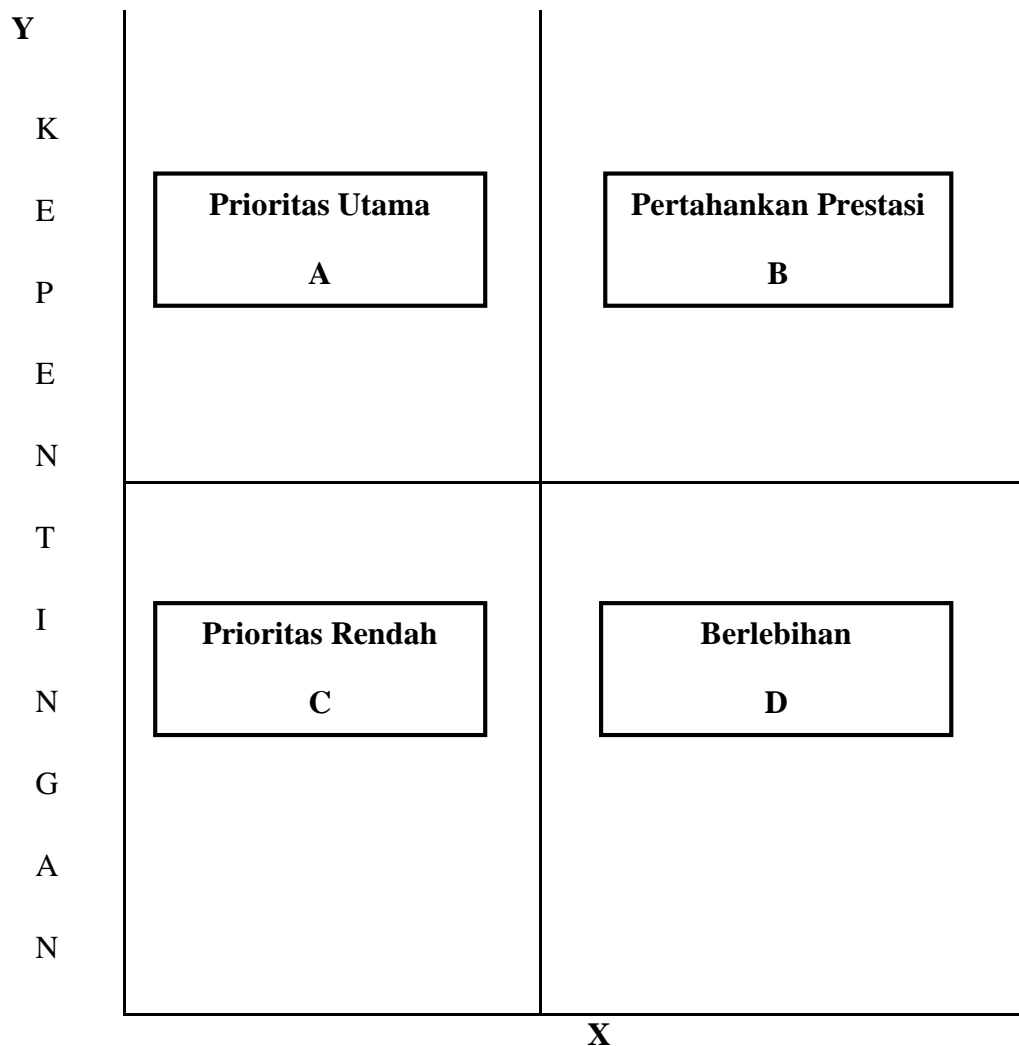 Y
K
E
P
E
N
T
I
N
G
A
N
Prioritas Utama
A
Pertahankan Prestasi
B
Prioritas Rendah
C
Berlebihan
D
X